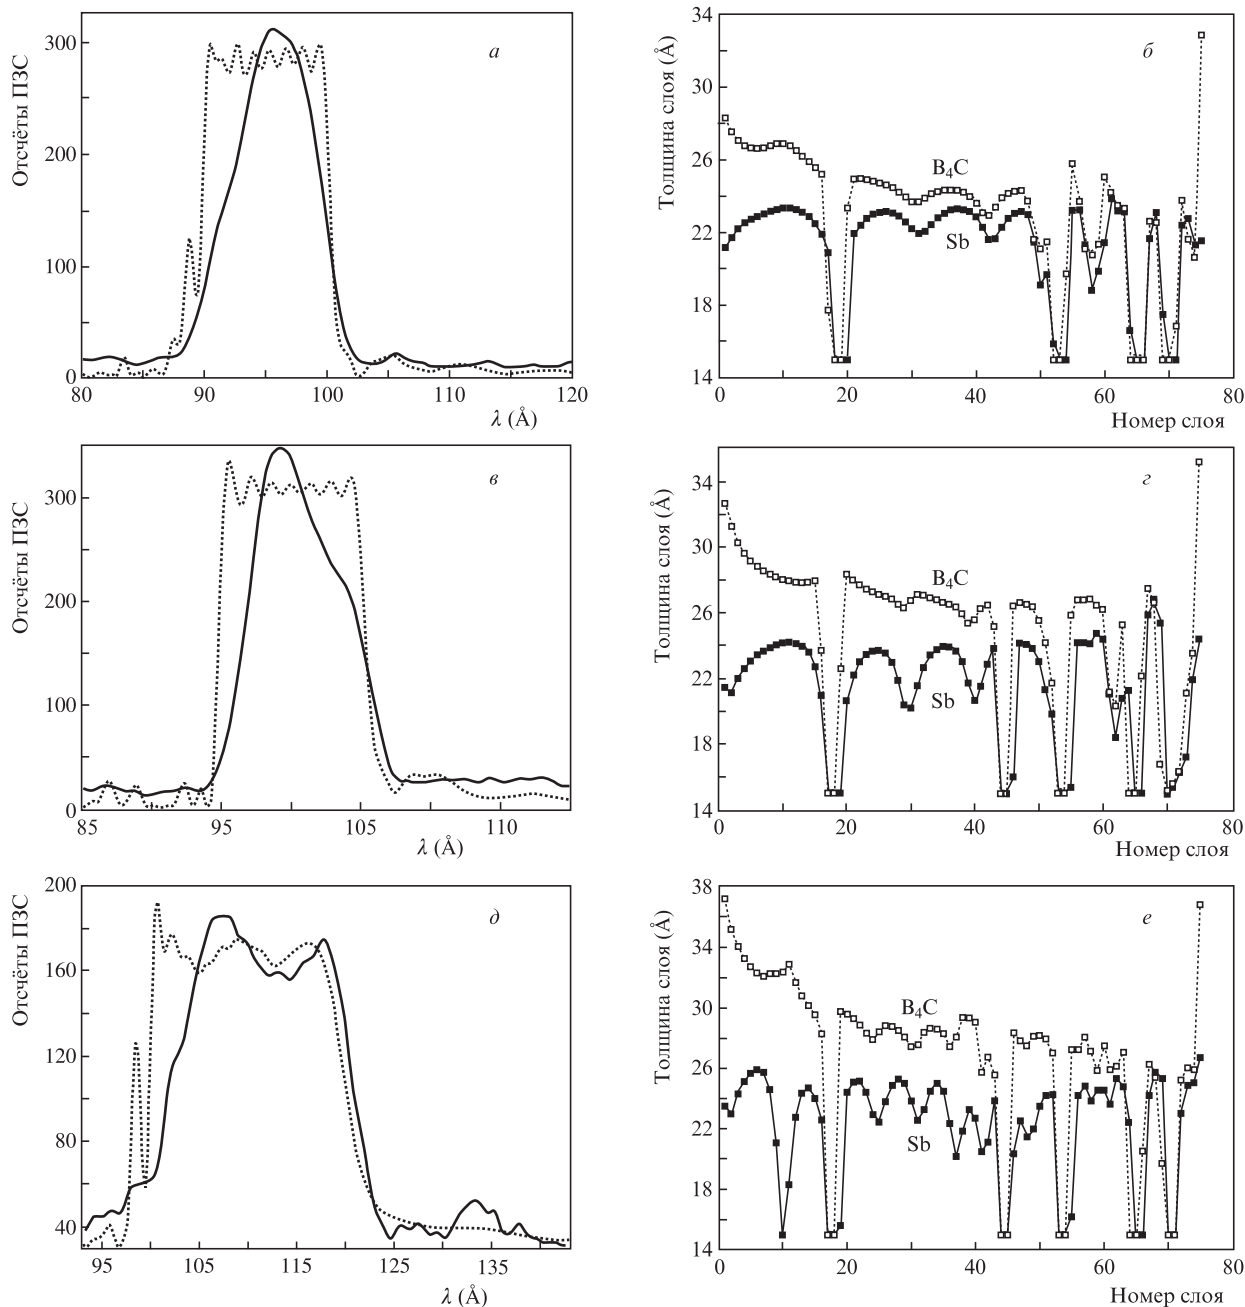 а
Отсчёты ПЗС
300
200
100
0
80
90
100
110
120
λ (Å)
б
Толщина слоя (Å)
34
30
26
22
18
14
B₄C
Sb
0
20
40
60
80
Номер слоя
в
Отсчёты ПЗС
300
200
100
0
85
95
105
110
λ (Å)
г
Толщина слоя (Å)
34
30
26
22
18
14
B₄C
Sb
0
20
40
60
80
Номер слоя
д
Отсчёты ПЗС
200
160
120
80
40
95
105
115
125
135
λ (Å)
е
Толщина слоя (Å)
38
34
30
26
22
18
14
B₄C
Sb
0
20
40
60
80
Номер слоя